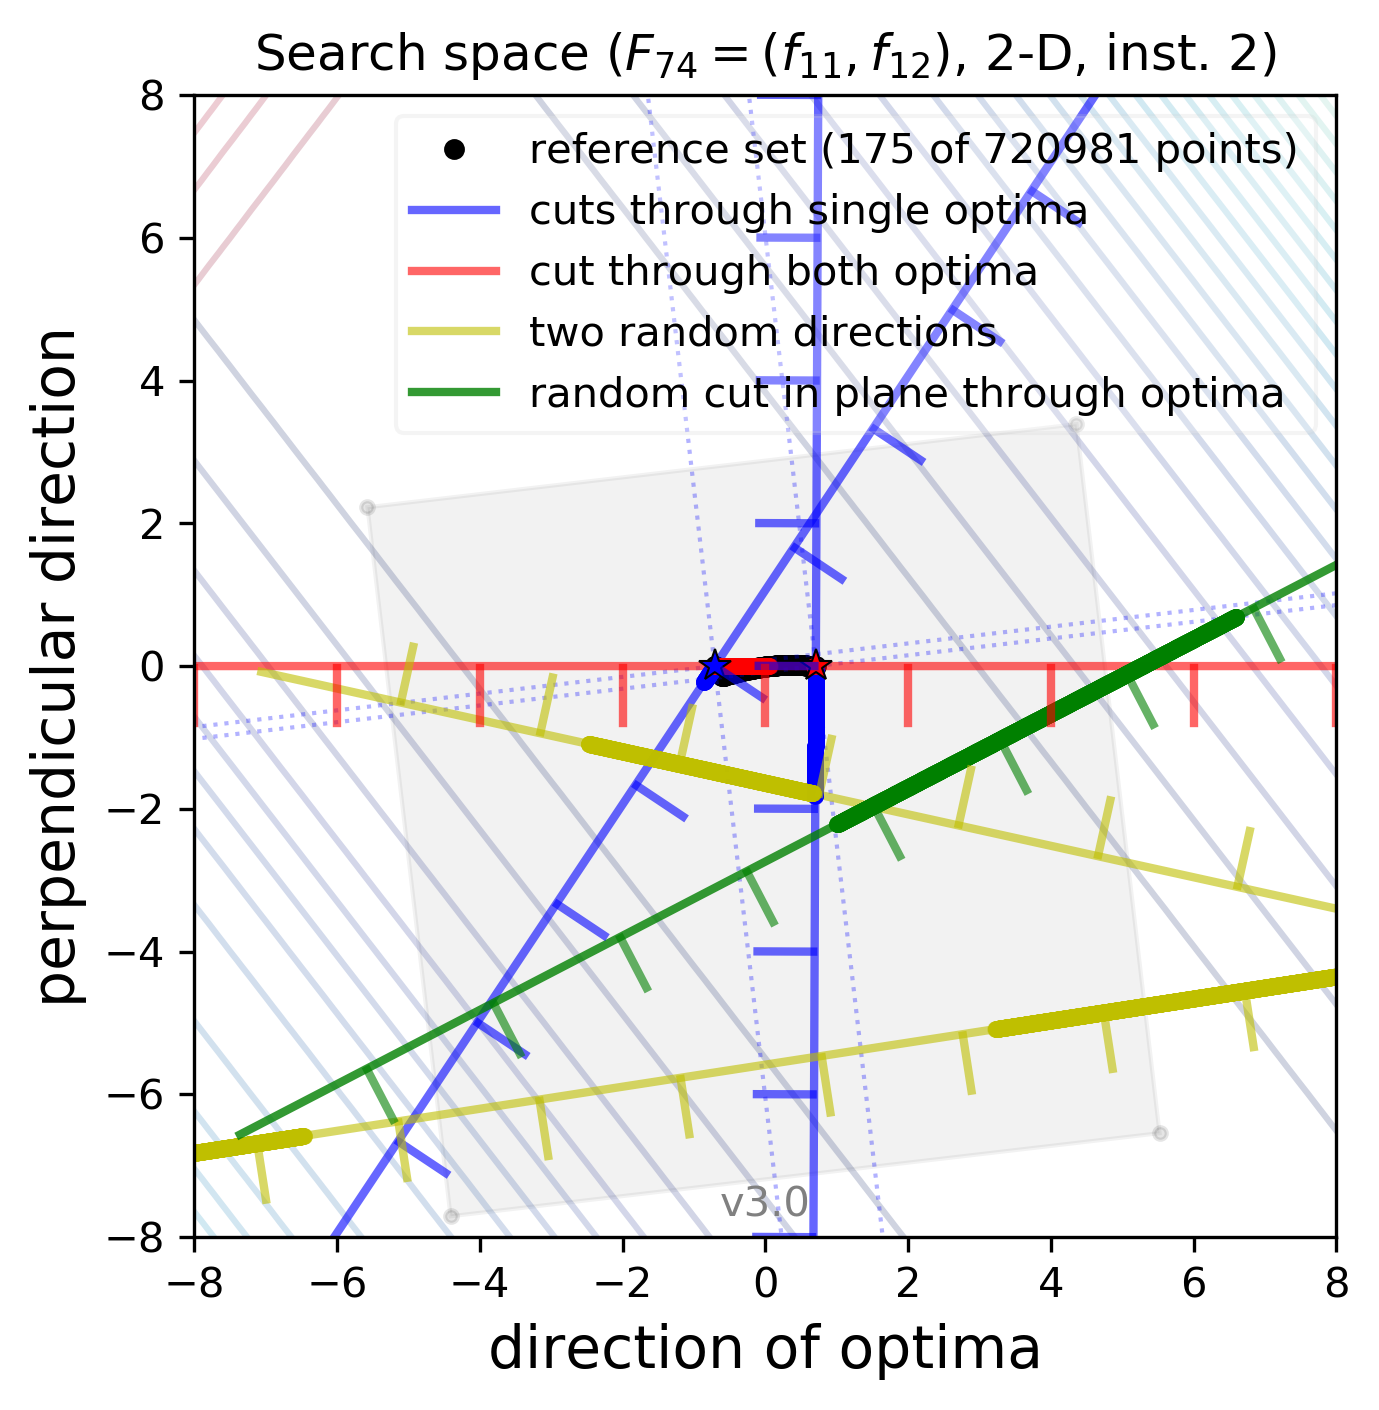 Search space (F74 = (f11, f12), 2-D, inst. 2)
reference set (175 of 720981 points)
cuts through single optima
cut through both optima
two random directions
random cut in plane through optima
8
6
4
2
0
−2
−4
−6
−8
perpendicular direction
v3.0
−8 −6 −4 −2 0 2 4 6 8
direction of optima